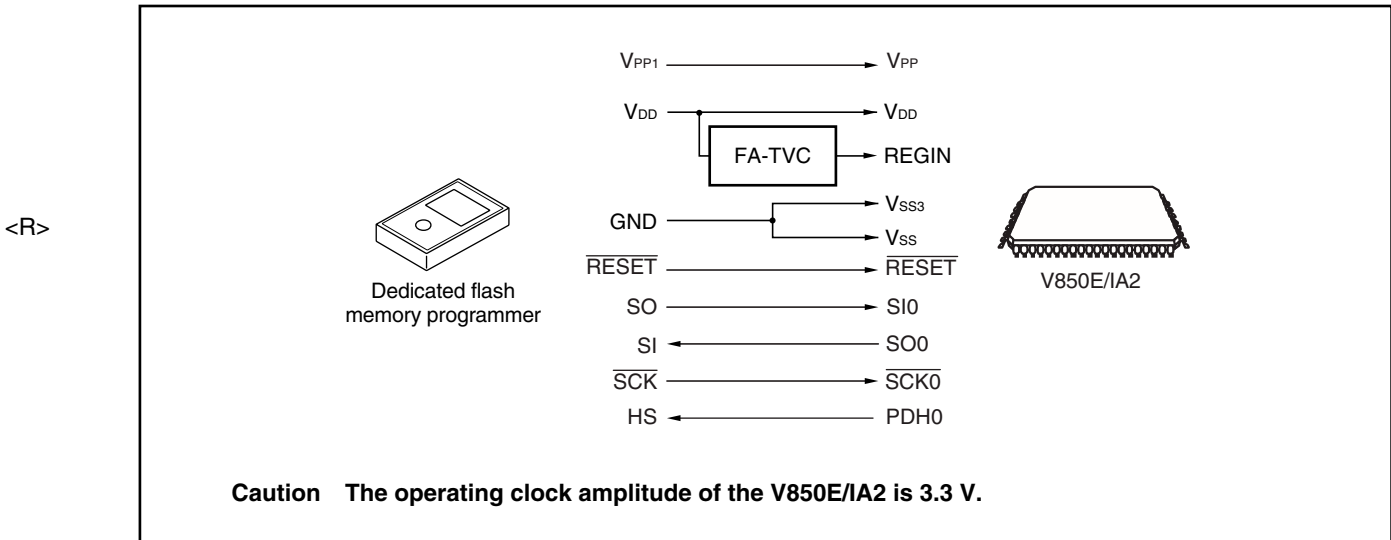 VPP1 VPP
VDD VDD
FA-TVC REGIN
<R>
GND
VSS3
VSS
RESET RESET
V850E/IA2
Dedicated flash
memory programmer
SO SI0
SI SO0
SCK SCK0
HS PDH0
Caution The operating clock amplitude of the V850E/IA2 is 3.3 V.